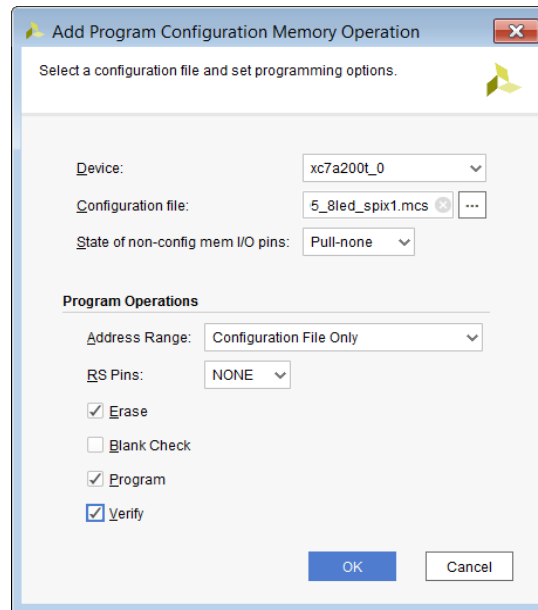 Add Program Configuration Memory Operation
Select a configuration file and set programming options.
Device: xc7a200t_0
Configuration file: 5_8led_spix1.mcs ...
State of non-config mem I/O pins: Pull-none
Program Operations
Address Range: Configuration File Only
RS Pins: NONE
Erase
Blank Check
Program
Verify
OK Cancel